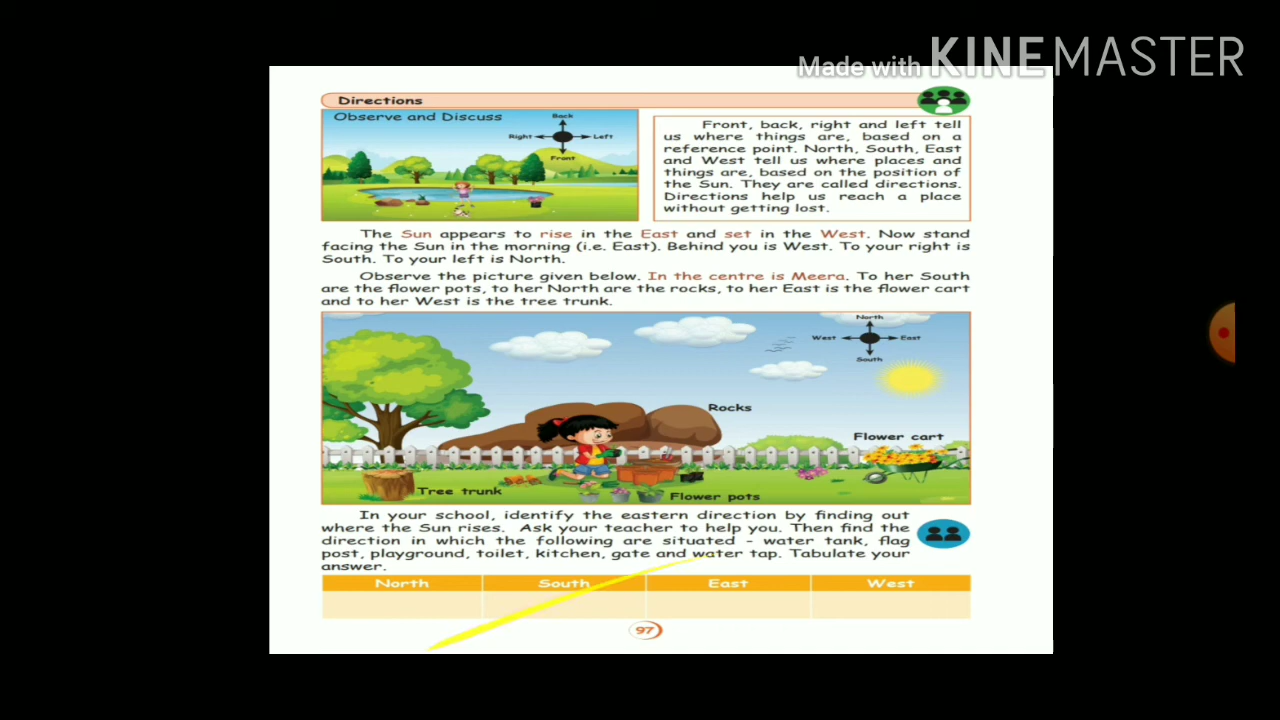 Made with KINEMASTER
Directions
Observe and Discuss
Back
Right
Left
Front
Front, back, right and left tell
us where things are, based on a
reference point. North, South, East
and West tell us where places and
things are, based on the position of
the Sun. They are called directions.
Directions help us reach a place
without getting lost.
The Sun appears to rise in the East and set in the West. Now stand
facing the Sun in the morning (i.e. East). Behind you is West. To your right is
South. To your left is North.
Observe the picture given below. In the centre is Meera. To her South
are the flower pots, to her North are the rocks, to her East is the flower cart
and to her West is the tree trunk.
North
West
East
South
Rocks
Flower cart
Tree trunk
Flower pots
In your school, identify the eastern direction by finding out
where the Sun rises. Ask your teacher to help you. Then find the
direction in which the following are situated - water tank, flag
post, playground, toilet, kitchen, gate and water tap. Tabulate your
answer.
North South East West
97